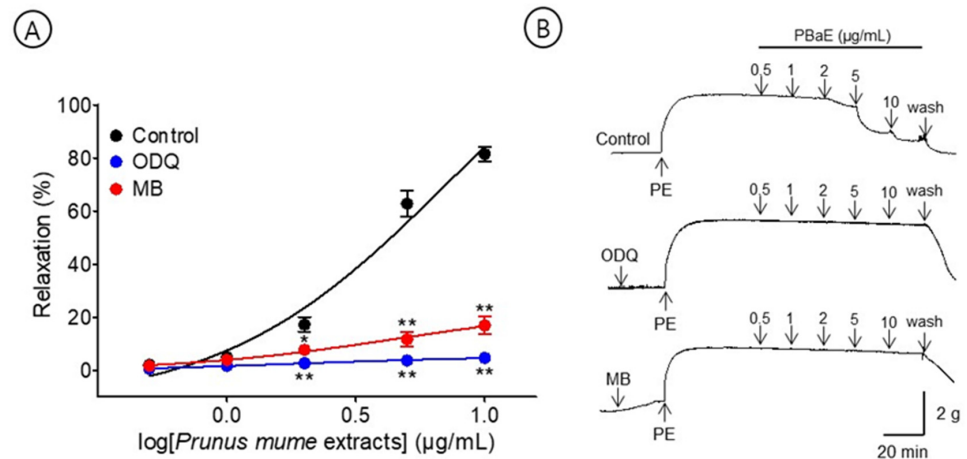 A
100
80
60
40
20
0
Relaxation (%)
Control
ODQ
MB
*
**
**
**
**
**
0.0 0.5 1.0
log[Prunus mume extracts] (µg/mL)
B
PBaE (µg/mL)
0.5 1 2 5 10 wash
Control
PE
0.5 1 2 5 10 wash
ODQ
PE
0.5 1 2 5 10 wash
MB
PE
2 g
20 min